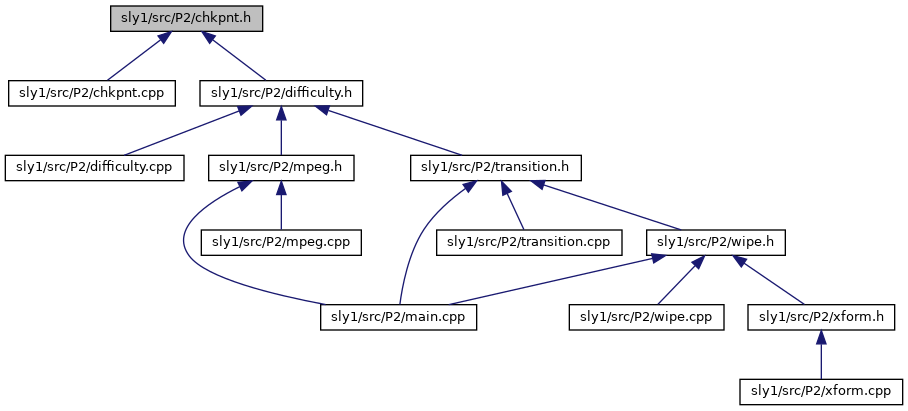 sly1/src/P2/chkpnt.h
sly1/src/P2/chkpnt.cpp
sly1/src/P2/difficulty.h
sly1/src/P2/difficulty.cpp
sly1/src/P2/mpeg.h
sly1/src/P2/transition.h
sly1/src/P2/mpeg.cpp
sly1/src/P2/transition.cpp
sly1/src/P2/wipe.h
sly1/src/P2/main.cpp
sly1/src/P2/wipe.cpp
sly1/src/P2/xform.h
sly1/src/P2/xform.cpp